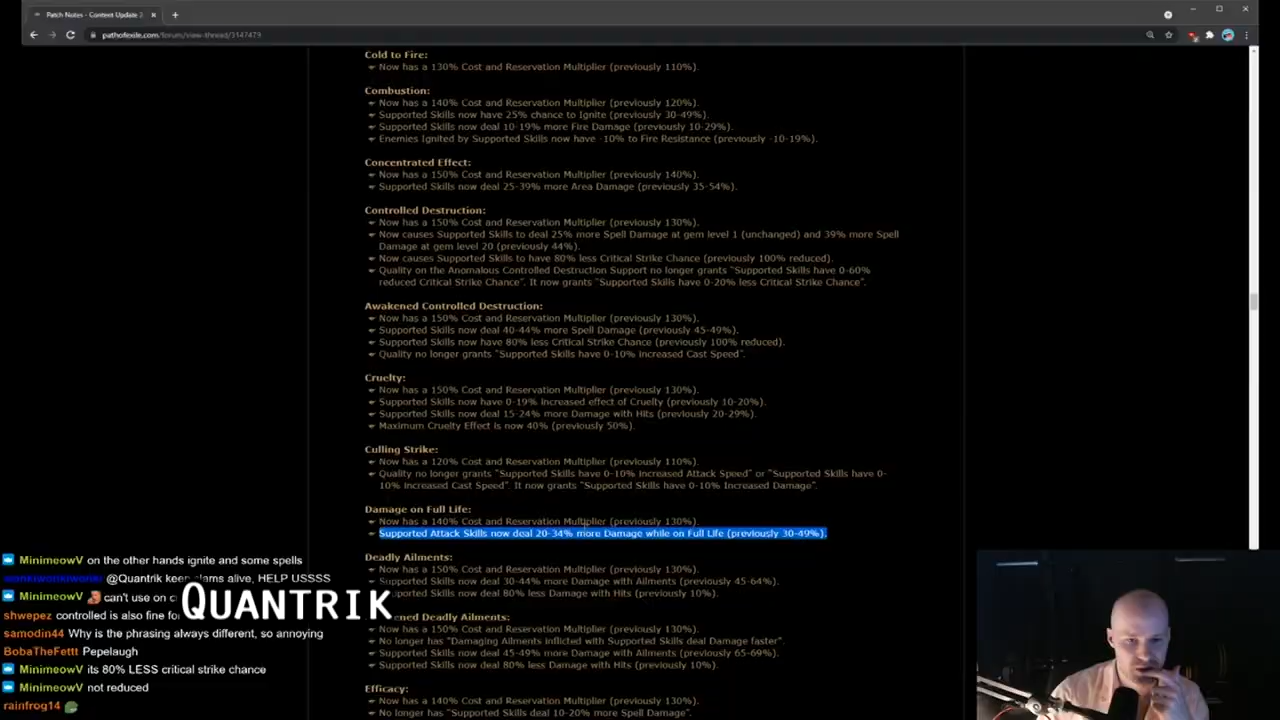 Patch Notes - Content Update 3
pathofexile.com/forum/view-thread/3147479
Cold to Fire:
Now has a 130% Cost and Reservation Multiplier (previously 110%).
Combustion:
Now has a 140% Cost and Reservation Multiplier (previously 120%).
Supported Skills now have 25% chance to Ignite (previously 30-49%).
Supported Skills now deal 10-19% more Fire Damage (previously 10-29%).
Enemies Ignited by Supported Skills now have -10% to Fire Resistance (previously -10-19%).
Concentrated Effect:
Now has a 150% Cost and Reservation Multiplier (previously 140%).
Supported Skills now deal 25-39% more Area Damage (previously 35-54%).
Controlled Destruction:
Now has a 150% Cost and Reservation Multiplier (previously 130%).
Now causes Supported Skills to deal 25% more Spell Damage at gem level 1 (unchanged) and 39% more Spell
Damage at gem level 20 (previously 44%).
Now causes Supported Skills to have 80% less Critical Strike Chance (previously 100% reduced).
Quality on the Anomalous Controlled Destruction Support no longer grants "Supported Skills have 0-60%
reduced Critical Strike Chance". It now grants "Supported Skills have 0-20% less Critical Strike Chance".
Awakened Controlled Destruction:
Now has a 150% Cost and Reservation Multiplier (previously 130%).
Supported Skills now deal 40-44% more Spell Damage (previously 45-49%).
Supported Skills now have 80% less Critical Strike Chance (previously 100% reduced).
Quality no longer grants "Supported Skills have 0-10% Increased Cast Speed".
Cruelty:
Now has a 150% Cost and Reservation Multiplier (previously 130%).
Supported Skills now have 0-19% increased effect of Cruelty (previously 10-20%).
Supported Skills now deal 15-24% more Damage with Hits (previously 20-29%).
Maximum Cruelty Effect is now 40% (previously 50%).
Culling Strike:
Now has a 120% Cost and Reservation Multiplier (previously 110%).
Quality no longer grants "Supported Skills have 0-10% Increased Attack Speed" or "Supported Skills have 0-
10% Increased Cast Speed". It now grants "Supported Skills have 0-10% Increased Damage".
Damage on Full Life:
Now has a 140% Cost and Reservation Multiplier (previously 130%).
Supported Attack Skills now deal 20-34% more Damage while on Full Life (previously 30-49%).
Deadly Ailments:
Now has a 150% Cost and Reservation Multiplier (previously 130%).
Supported Skills now deal 30-44% more Damage with Ailments (previously 45-64%).
Supported Skills now deal 80% less Damage with Hits (previously 10%).
ened Deadly Ailments:
Now has a 150% Cost and Reservation Multiplier (previously 130%).
No longer has "Damaging Ailments inflicted with Supported Skills deal Damage faster".
Supported Skills now deal 45-49% more Damage with Ailments (previously 65-69%).
Supported Skills now deal 80% less Damage with Hits (previously 10%).
Efficacy:
Now has a 140% Cost and Reservation Multiplier (previously 130%).
No longer has "Supported Skills deal 10-20% more Spell Damage".
MinimeowV on the other hands ignite and some spells
@Quantrik keep clams alive, HELP USSSS
MinimeowV can't use on c
shwepez controlled is also fine fo
samodin44 Why is the phrasing always different, so annoying
BobaTheFettt Pepelaugh
MinimeowV its 80% LESS critical strike chance
MinimeowV not reduced
rainfrog14
QUANTRIK